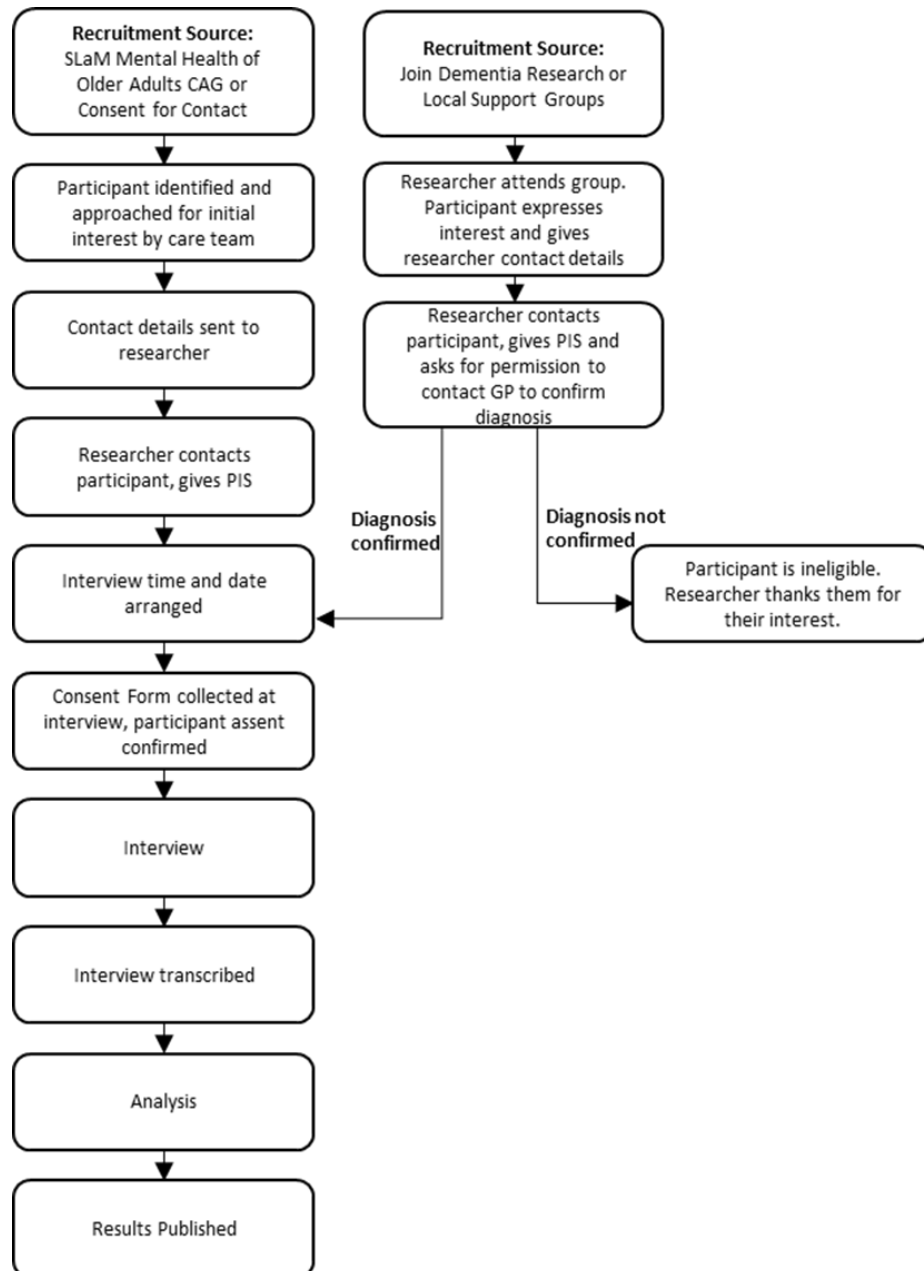 Recruitment Source:
SLaM Mental Health of
Older Adults CAG or
Consent for Contact
Participant identified and
approached for initial
interest by care team
Contact details sent to
researcher
Researcher contacts
participant, gives PIS
Interview time and date
arranged
Consent Form collected at
interview, participant assent
confirmed
Interview
Interview transcribed
Analysis
Results Published
Recruitment Source:
Join Dementia Research or
Local Support Groups
Researcher attends group.
Participant expresses
interest and gives
researcher contact details
Researcher contacts
participant, gives PIS and
asks for permission to
contact GP to confirm
diagnosis
Diagnosis
confirmed
Diagnosis not
confirmed
Participant is ineligible.
Researcher thanks them for
their interest.